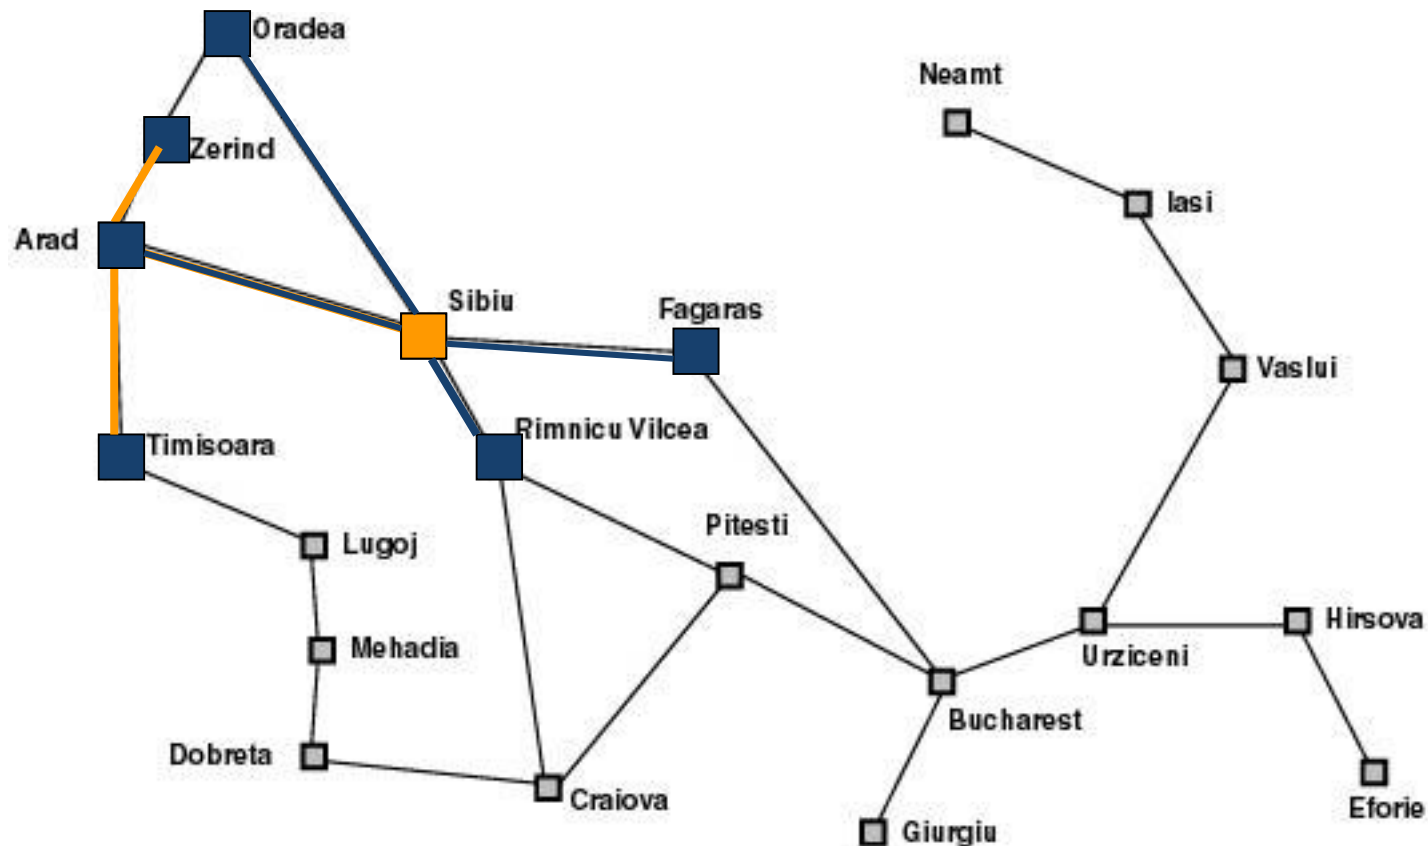 Oradea
Neamt
Zerind
Iasi
Arad
Sibiu
Fagaras
Vaslui
Rimnicu Vilcea
Timisoara
Pitesti
Lugoj
Hirsova
Mehadia
Urziceni
Bucharest
Dobreta
Craiova
Eforie
Giurgiu